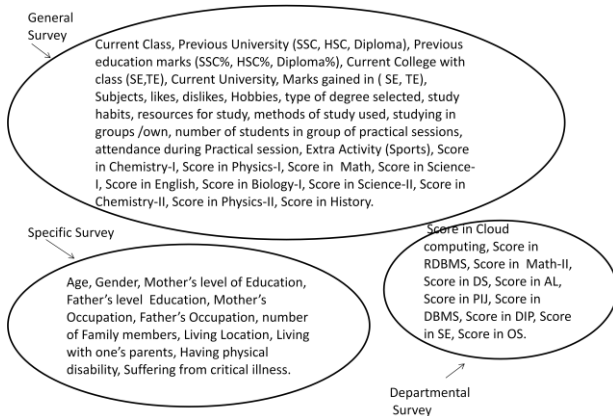 General
Survey
Current Class, Previous University (SSC, HSC, Diploma), Previous
education marks (SSC%, HSC%, Diploma%), Current College with
class (SE,TE), Current University, Marks gained in ( SE, TE),
Subjects, likes, dislikes, Hobbies, type of degree selected, study
habits, resources for study, methods of study used, studying in
groups /own, number of students in group of practical sessions,
attendance during Practical session, Extra Activity (Sports), Score
in Chemistry-I, Score in Physics-I, Score in Math, Score in Science-
I, Score in English, Score in Biology-I, Score in Science-II, Score in
Chemistry-II, Score in Physics-II, Score in History.
Specific Survey
Age, Gender, Mother's level of Education,
Father's level Education, Mother's
Occupation, Father's Occupation, number
of Family members, Living Location, Living
with one's parents, Having physical
disability, Suffering from critical illness.
Score in Cloud
computing, Score in
RDBMS, Score in Math-II,
Score in DS, Score in AL,
Score in PIJ, Score in
DBMS, Score in DIP, Score
in SE, Score in OS.
Departmental
Survey